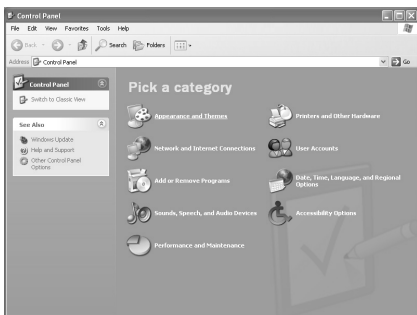 Control Panel
File Edit View Favorites Tools Help
Back Search Folders
Address Control Panel Go
Control Panel
Switch to Classic View
See Also
Windows Update
Help and Support
Other Control Panel
Options
Pick a category
Appearance and Themes
Printers and Other Hardware
Network and Internet Connections
User Accounts
Add or Remove Programs
Date, Time, Language, and Regional
Options
Sounds, Speech, and Audio Devices
Accessibility Options
Performance and Maintenance